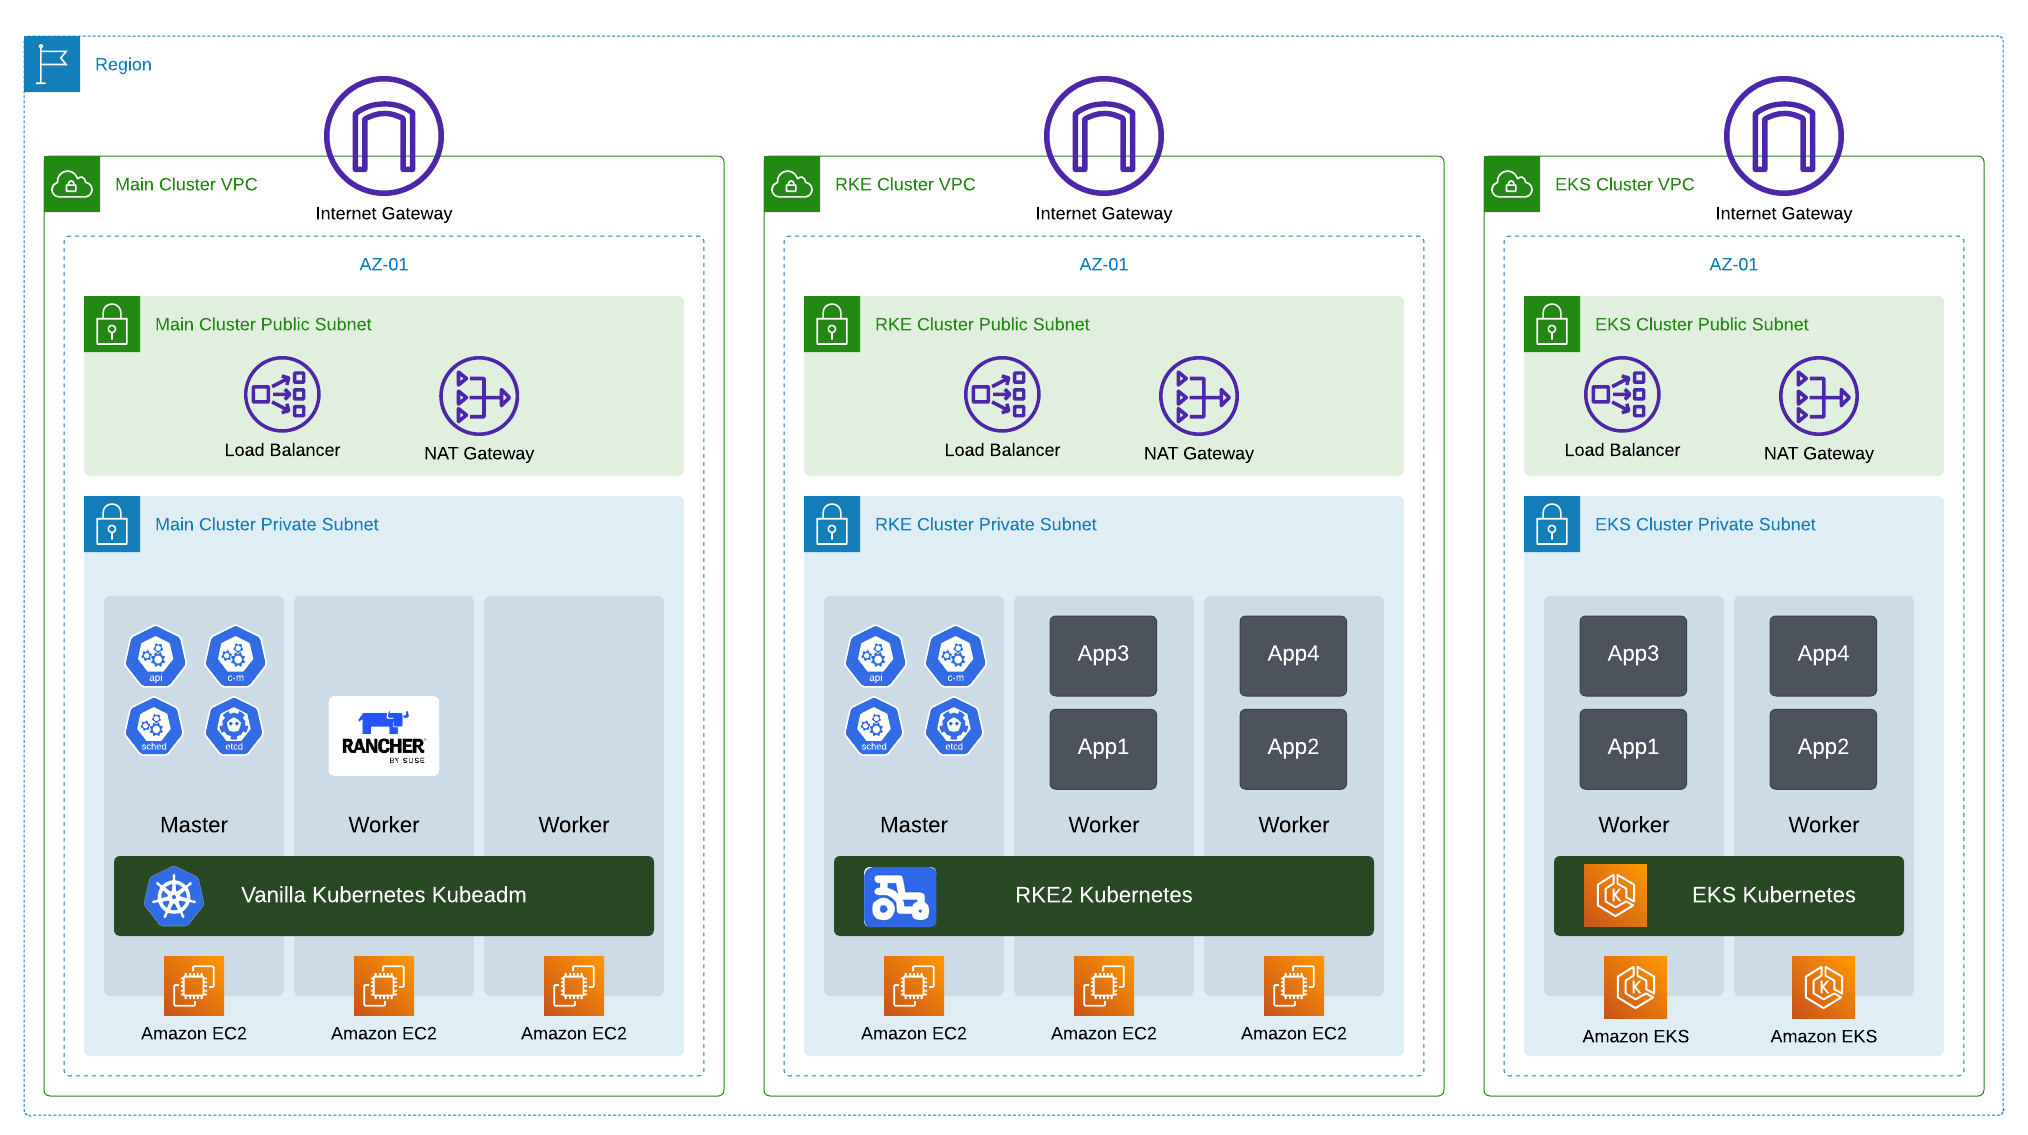 Region
Main Cluster VPC
Internet Gateway
AZ-01
Main Cluster Public Subnet
Load Balancer
NAT Gateway
Main Cluster Private Subnet
api
c-m
sched
etcd
RANCHER
BY SUSE
Master
Worker
Worker
Vanilla Kubernetes Kubeadm
Amazon EC2
Amazon EC2
Amazon EC2
RKE Cluster VPC
Internet Gateway
AZ-01
RKE Cluster Public Subnet
Load Balancer
NAT Gateway
RKE Cluster Private Subnet
api
c-m
sched
etcd
App3
App4
App1
App2
Master
Worker
Worker
RKE2 Kubernetes
Amazon EC2
Amazon EC2
Amazon EC2
EKS Cluster VPC
Internet Gateway
AZ-01
EKS Cluster Public Subnet
Load Balancer
NAT Gateway
EKS Cluster Private Subnet
App3
App4
App1
App2
Worker
Worker
K
EKS Kubernetes
K
K
Amazon EKS
Amazon EKS